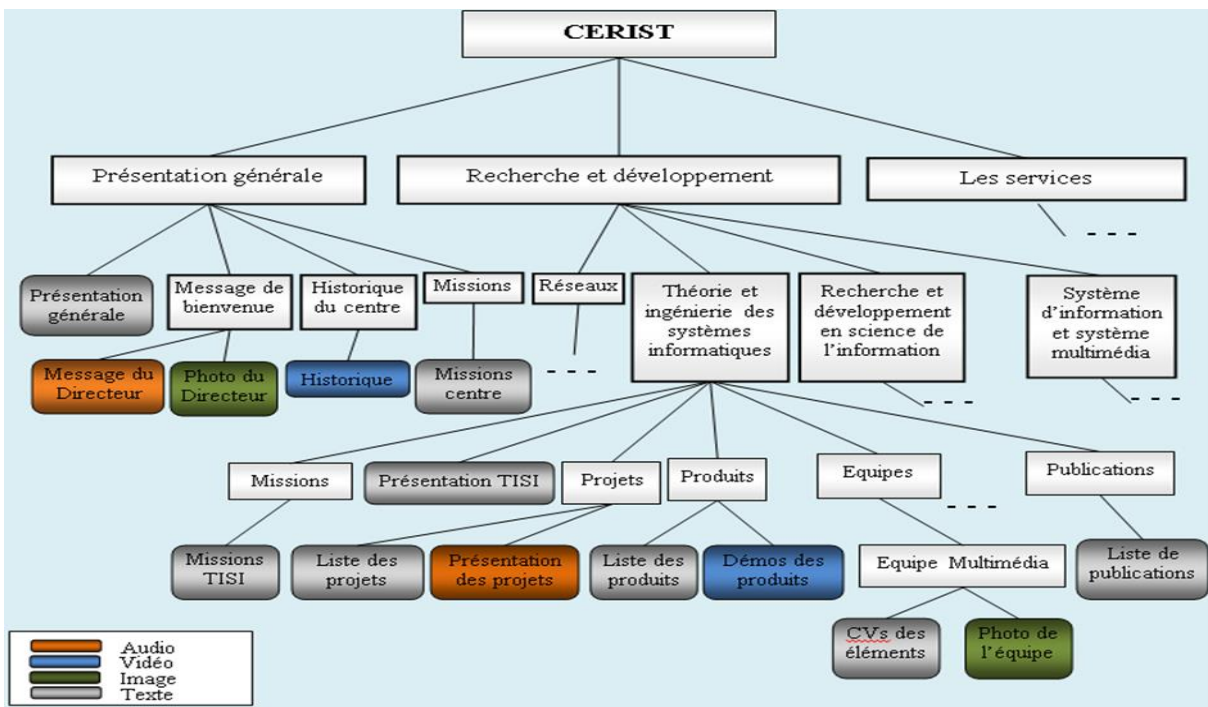 CERIST
Présentation générale
Recherche et développement
Les services
- - -
Présentation
générale
Message de
bienvenue
Historique
du centre
Missions
Réseaux
Théorie et
ingénierie des
systèmes
informatiques
Recherche et
développement
en science de
l'information
Système
d'information
et système
multimédia
Message du
Directeur
Photo du
Directeur
Historique
Missions
centre
- - -
- - -
- - -
Missions
Présentation TISI
Projets
Produits
Equipes
Publications
- - -
Missions
TISI
Liste des
projets
Présentation
des projets
Liste des
produits
Démos des
produits
Equipe Multimédia
Liste de
publications
CVs des
éléments
Photo de
l'équipe
Audio
Vidéo
Image
Texte